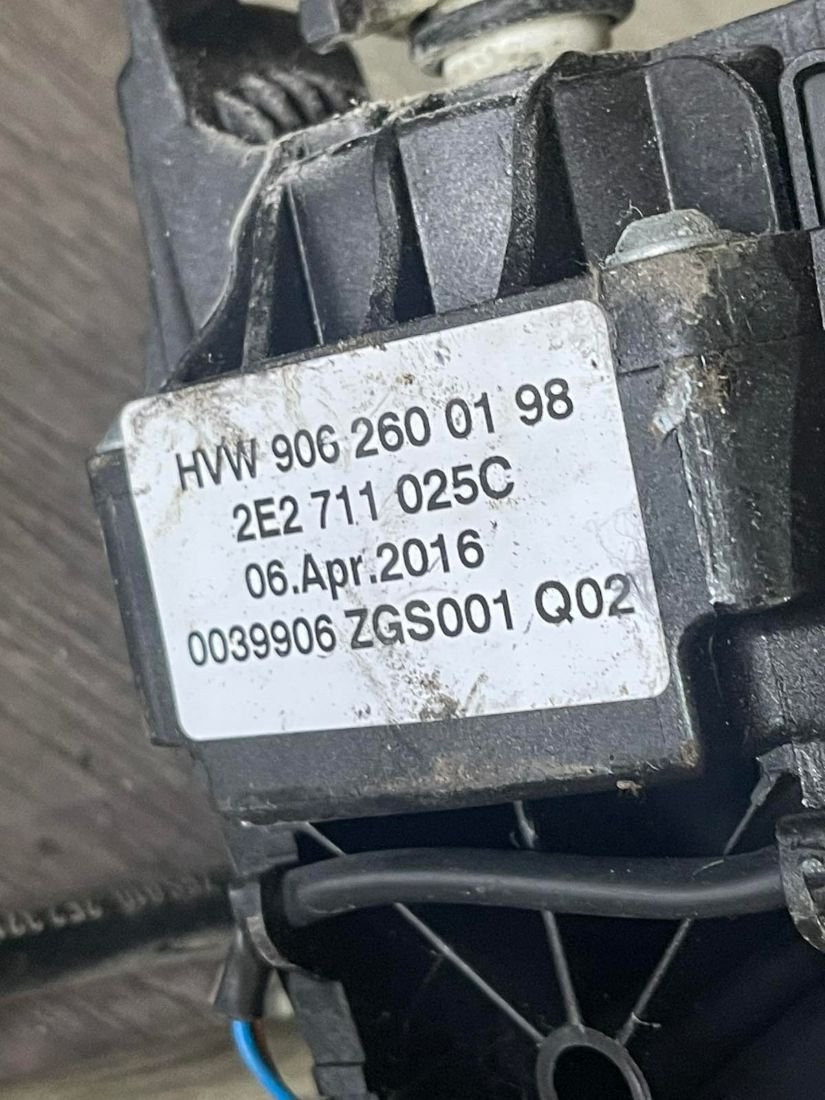 HVW 906 260 01 98
2E2 711 025C
06.Apr.2016
0039906 ZGS001 Q02